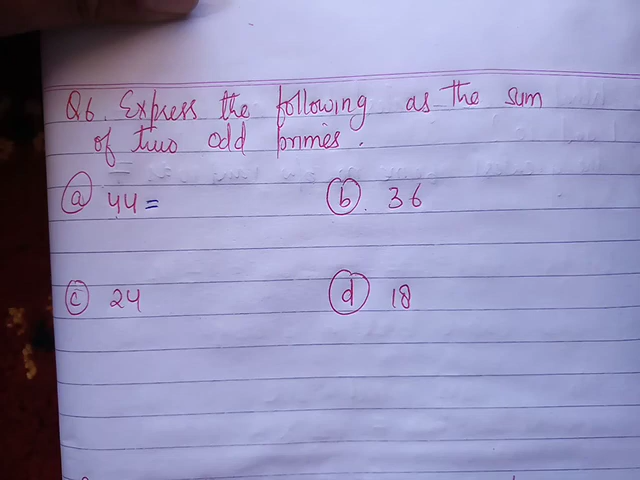 Q6. Express the following as the sum
of two odd primes.
(a) 44 = (b). 36
(c) 24 (d) 18